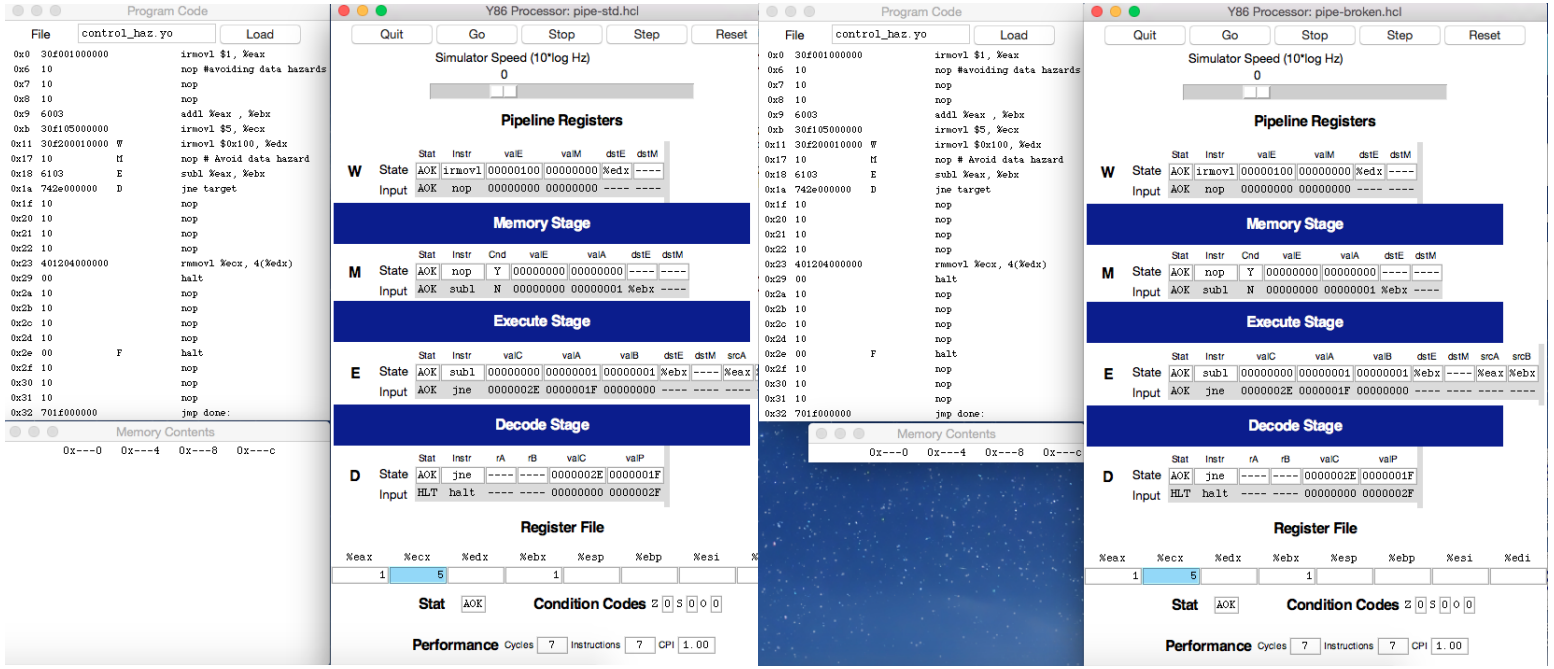 Program Code
File control_haz.yo Load
0x0 30f001000000 irmovl $1, %eax
0x6 10 nop #avoiding data hazards
0x7 10 nop
0x8 10 nop
0x9 6003 addl %eax , %ebx
0xb 30f105000000 irmovl $5, %ecx
0x11 30f200010000 W irmovl $0x100, %edx
0x17 10 M nop # Avoid data hazard
0x18 6103 E subl %eax, %ebx
0x1a 742e000000 D jne target
0x1f 10 nop
0x20 10 nop
0x21 10 nop
0x22 10 nop
0x23 401204000000 rmmovl %ecx, 4(%edx)
0x29 00 halt
0x2a 10 nop
0x2b 10 nop
0x2c 10 nop
0x2d 10 nop
0x2e 00 F halt
0x2f 10 nop
0x30 10 nop
0x31 10 nop
0x32 701f000000 jmp done:
Memory Contents
0x---0 0x---4 0x---8 0x---c
Y86 Processor: pipe-std.hcl
Quit Go Stop Step Reset
Simulator Speed (10*log Hz)
0
Pipeline Registers
Stat Instr valE valM dstE dstM
W State AOK irmovl 00000100 00000000 %edx ----
Input AOK nop 00000000 00000000 ---- ----
Memory Stage
Stat Instr Cnd valE valA dstE dstM
M State AOK nop Y 00000000 00000000 ---- ----
Input AOK subl N 00000000 00000001 %ebx ----
Execute Stage
Stat Instr valC valA valB dstE dstM srcA
E State AOK subl 00000000 00000001 00000001 %ebx ---- %eax
Input AOK jne 0000002E 0000001F 00000000 ---- ---- ----
Decode Stage
Stat Instr rA rB valC valP
D State AOK jne ---- ---- 0000002E 0000001F
Input HLT halt ---- ---- 00000000 0000002F
Register File
%eax %ecx %edx %ebx %esp %ebp %esi %
1 5 1
Stat AOK Condition Codes Z 0 S 0 O 0
Performance Cycles 7 Instructions 7 CPI 1.00
Program Code
File control_haz.yo Load
0x0 30f001000000 irmovl $1, %eax
0x6 10 nop #avoiding data hazards
0x7 10 nop
0x8 10 nop
0x9 6003 addl %eax , %ebx
0xb 30f105000000 irmovl $5, %ecx
0x11 30f200010000 W irmovl $0x100, %edx
0x17 10 M nop # Avoid data hazard
0x18 6103 E subl %eax, %ebx
0x1a 742e000000 D jne target
0x1f 10 nop
0x20 10 nop
0x21 10 nop
0x22 10 nop
0x23 401204000000 rmmovl %ecx, 4(%edx)
0x29 00 halt
0x2a 10 nop
0x2b 10 nop
0x2c 10 nop
0x2d 10 nop
0x2e 00 F halt
0x2f 10 nop
0x30 10 nop
0x31 10 nop
0x32 701f000000 jmp done:
Memory Contents
0x---0 0x---4 0x---8 0x---c
Y86 Processor: pipe-broken.hcl
Quit Go Stop Step Reset
Simulator Speed (10*log Hz)
0
Pipeline Registers
Stat Instr valE valM dstE dstM
W State AOK irmovl 00000100 00000000 %edx ----
Input AOK nop 00000000 00000000 ---- ----
Memory Stage
Stat Instr Cnd valE valA dstE dstM
M State AOK nop Y 00000000 00000000 ---- ----
Input AOK subl N 00000000 00000001 %ebx ----
Execute Stage
Stat Instr valC valA valB dstE dstM srcA srcB
E State AOK subl 00000000 00000001 00000001 %ebx ---- %eax %ebx
Input AOK jne 0000002E 0000001F 00000000 ---- ---- ---- ----
Decode Stage
Stat Instr rA rB valC valP
D State AOK jne ---- ---- 0000002E 0000001F
Input HLT halt ---- ---- 00000000 0000002F
Register File
%eax %ecx %edx %ebx %esp %ebp %esi %edi
1 5 1
Stat AOK Condition Codes Z 0 S 0 O 0
Performance Cycles 7 Instructions 7 CPI 1.00